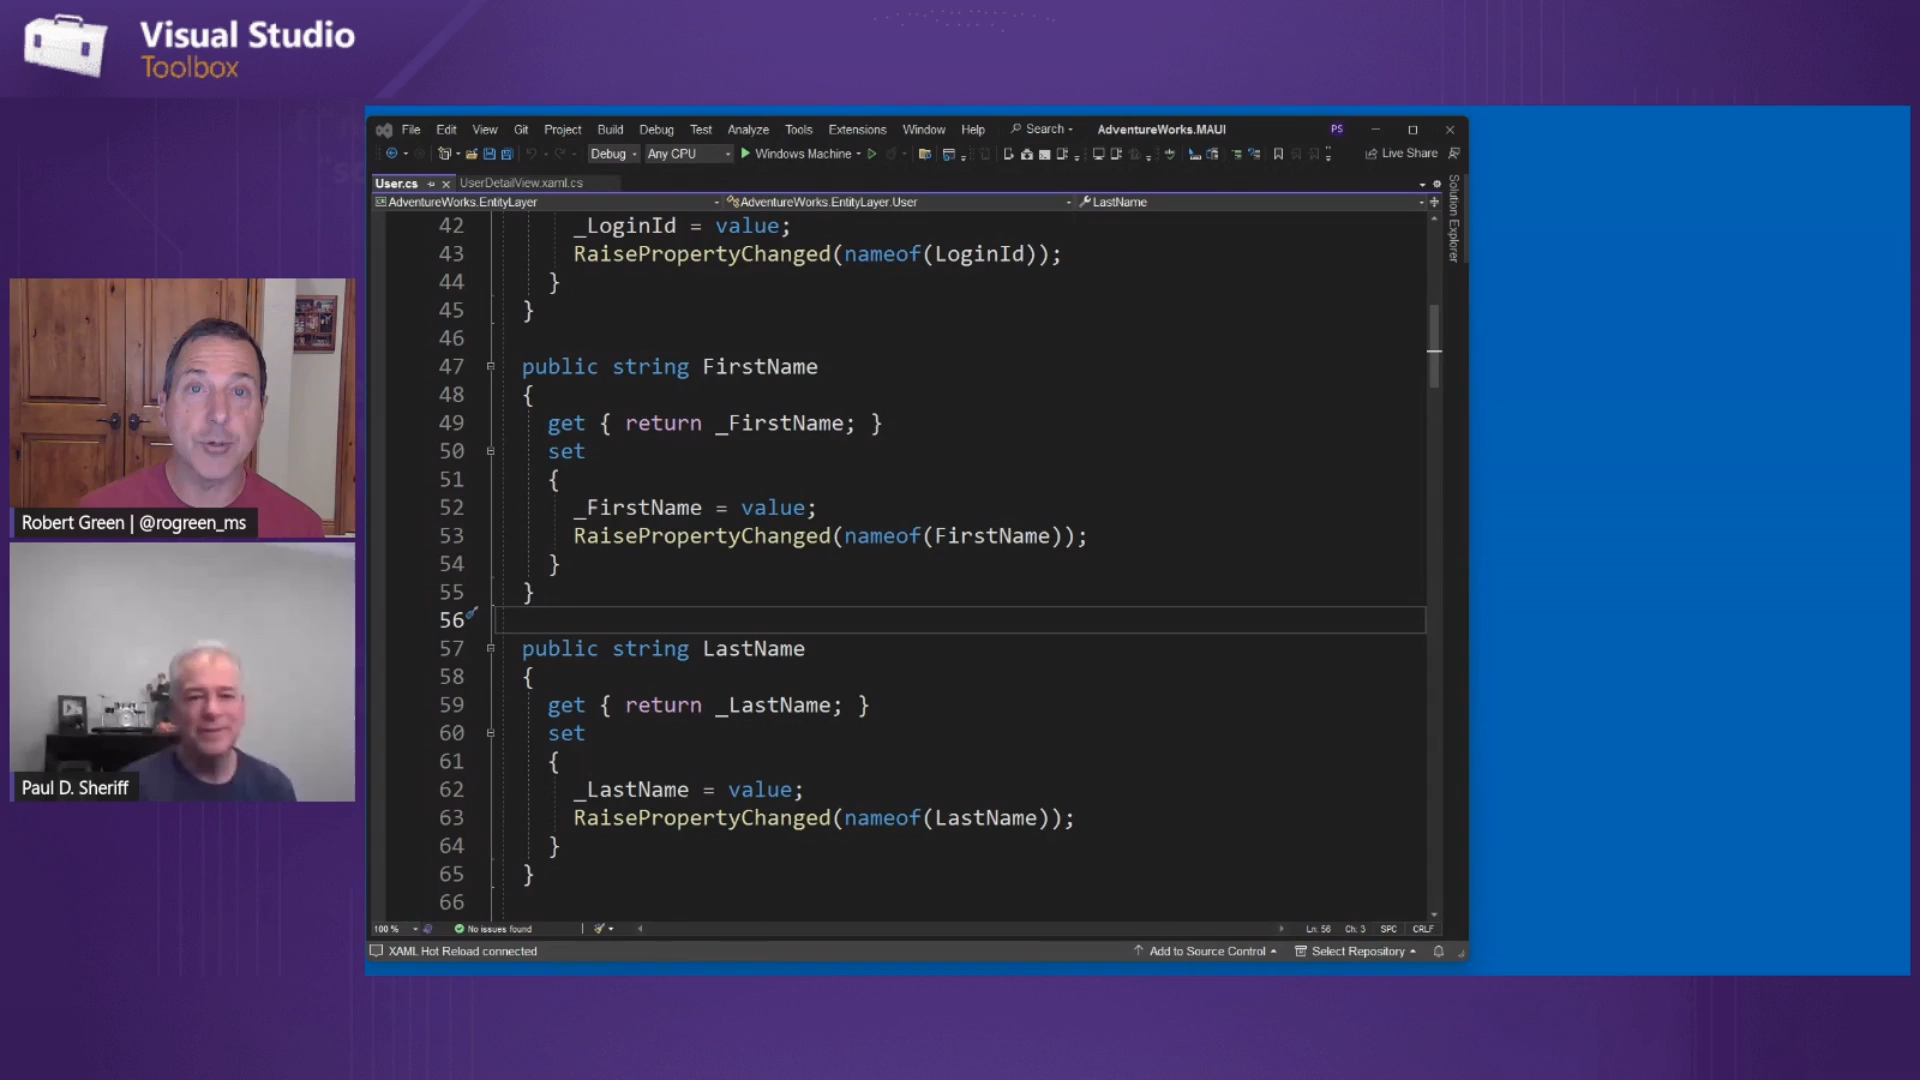 Visual Studio
Toolbox
File Edit View Git Project Build Debug Test Analyze Tools Extensions Window Help Search AdventureWorks.MAUI PS
Debug Any CPU Windows Machine Live Share
User.cs UserDetailView.xaml.cs
AdventureWorks.EntityLayer AdventureWorks.EntityLayer.User LastName
Solution Explorer
42 _LoginId = value;
43 RaisePropertyChanged(nameof(LoginId));
44 }
45 }
46
47 public string FirstName
48 {
49 get { return _FirstName; }
50 set
51 {
52 _FirstName = value;
53 RaisePropertyChanged(nameof(FirstName));
54 }
55 }
56
57 public string LastName
58 {
59 get { return _LastName; }
60 set
61 {
62 _LastName = value;
63 RaisePropertyChanged(nameof(LastName));
64 }
65 }
66
100 % No issues found Ln: 56 Ch: 3 SPC CRLF
XAML Hot Reload connected Add to Source Control Select Repository
Robert Green | @rogreen_ms
Paul D. Sheriff